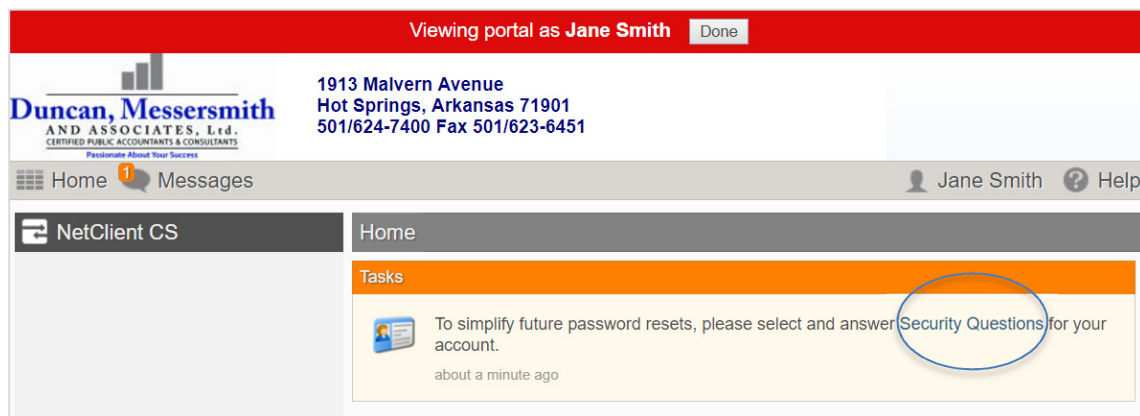 Viewing portal as Jane Smith Done
Duncan, Messersmith
AND ASSOCIATES, Ltd.
CERTIFIED PUBLIC ACCOUNTANTS & CONSULTANTS
Passionate About Your Success
1913 Malvern Avenue
Hot Springs, Arkansas 71901
501/624-7400 Fax 501/623-6451
Home 1 Messages Jane Smith ? Help
NetClient CS
Home
Tasks
To simplify future password resets, please select and answer Security Questions for your
account.
about a minute ago